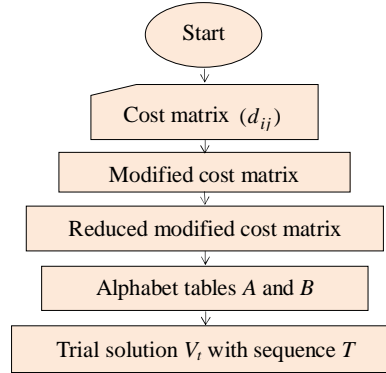 Start
Cost matrix (d_ij)
Modified cost matrix
Reduced modified cost matrix
Alphabet tables A and B
Trial solution V_t with sequence T